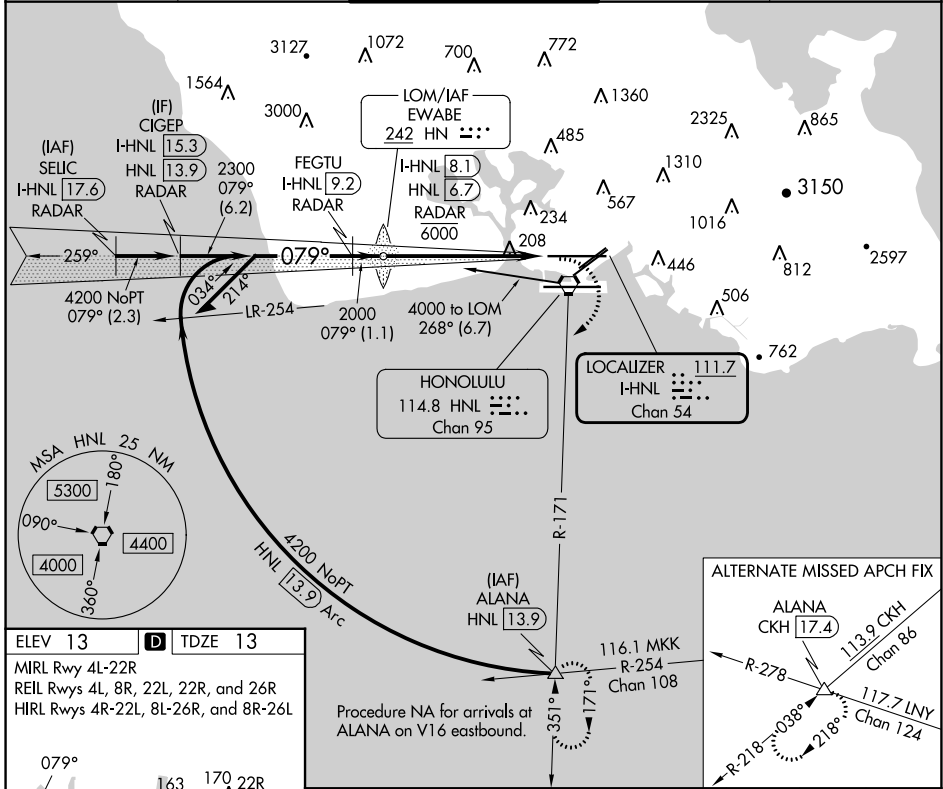 3127
1072
700
772
1564
3000
1360
2325
865
485
1310
567
3150
1016
234
208
446
812
2597
506
762
(IAF)
SELIC
I-HNL 17.6
RADAR
(IF)
CIGEP
I-HNL 15.3
HNL 13.9
RADAR
2300
079°
(6.2)
FEGTU
I-HNL 9.2
RADAR
LOM/IAF
EWABE
242 HN
I-HNL 8.1
HNL 6.7
RADAR
6000
259°
079°
4200 NoPT
079° (2.3)
034°
214°
LR-254
2000
079° (1.1)
4000 to LOM
268° (6.7)
HONOLULU
114.8 HNL
Chan 95
LOCALIZER 111.7
I-HNL
Chan 54
R-171
MSA HNL 25 NM
5300
180°
090°
4400
4000
360°
4200 NoPT
HNL 13.9 Arc
(IAF)
ALANA
HNL 13.9
116.1 MKK
R-254
Chan 108
351°
171°
Procedure NA for arrivals at
ALANA on V16 eastbound.
ALTERNATE MISSED APCH FIX
ALANA
CKH 17.4
113.9 CKH
Chan 86
R-278
117.7 LNY
Chan 124
R-218
038°
218°
ELEV 13 D TDZE 13
MIRL Rwy 4L-22R
REIL Rwys 4L, 8R, 22L, 22R, and 26R
HIRL Rwys 4R-22L, 8L-26R, and 8R-26L
079°
163
170
22R